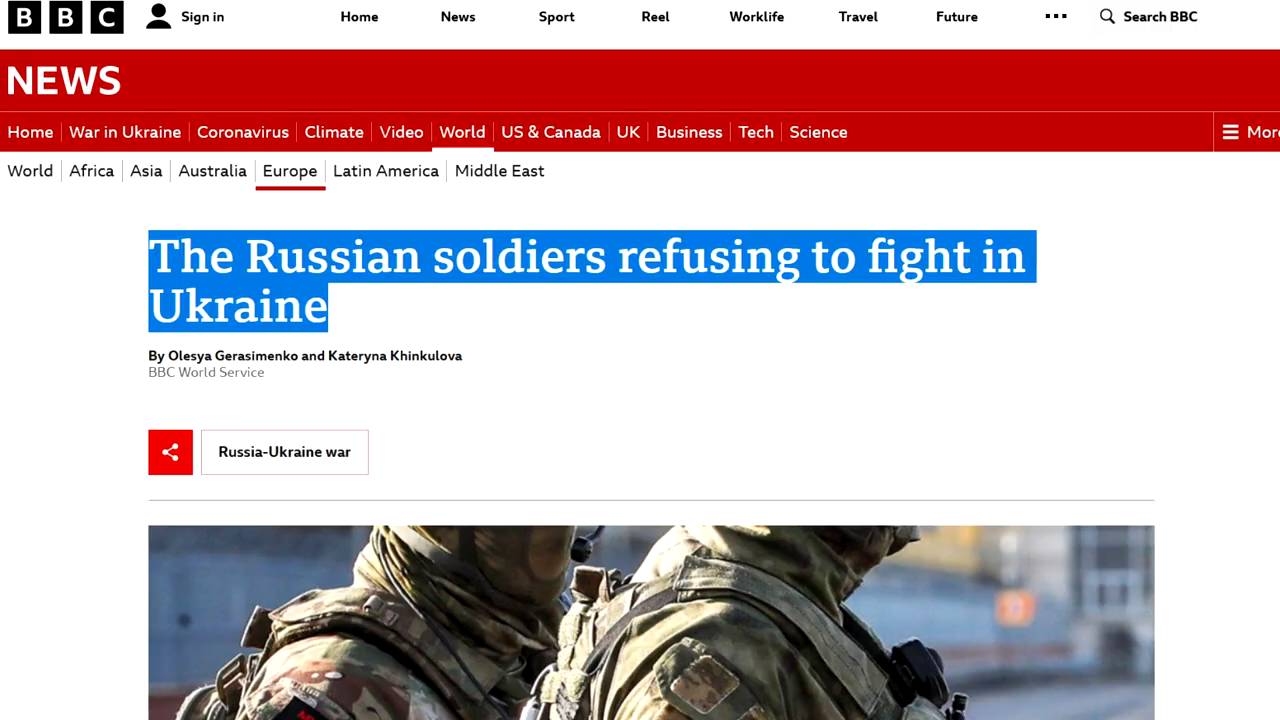 BBC Sign in Home News Sport Reel Worklife Travel Future Search BBC
NEWS
Home War in Ukraine Coronavirus Climate Video World US & Canada UK Business Tech Science More
World Africa Asia Australia Europe Latin America Middle East
The Russian soldiers refusing to fight in
Ukraine
By Olesya Gerasimenko and Kateryna Khinkulova
BBC World Service
Russia-Ukraine war